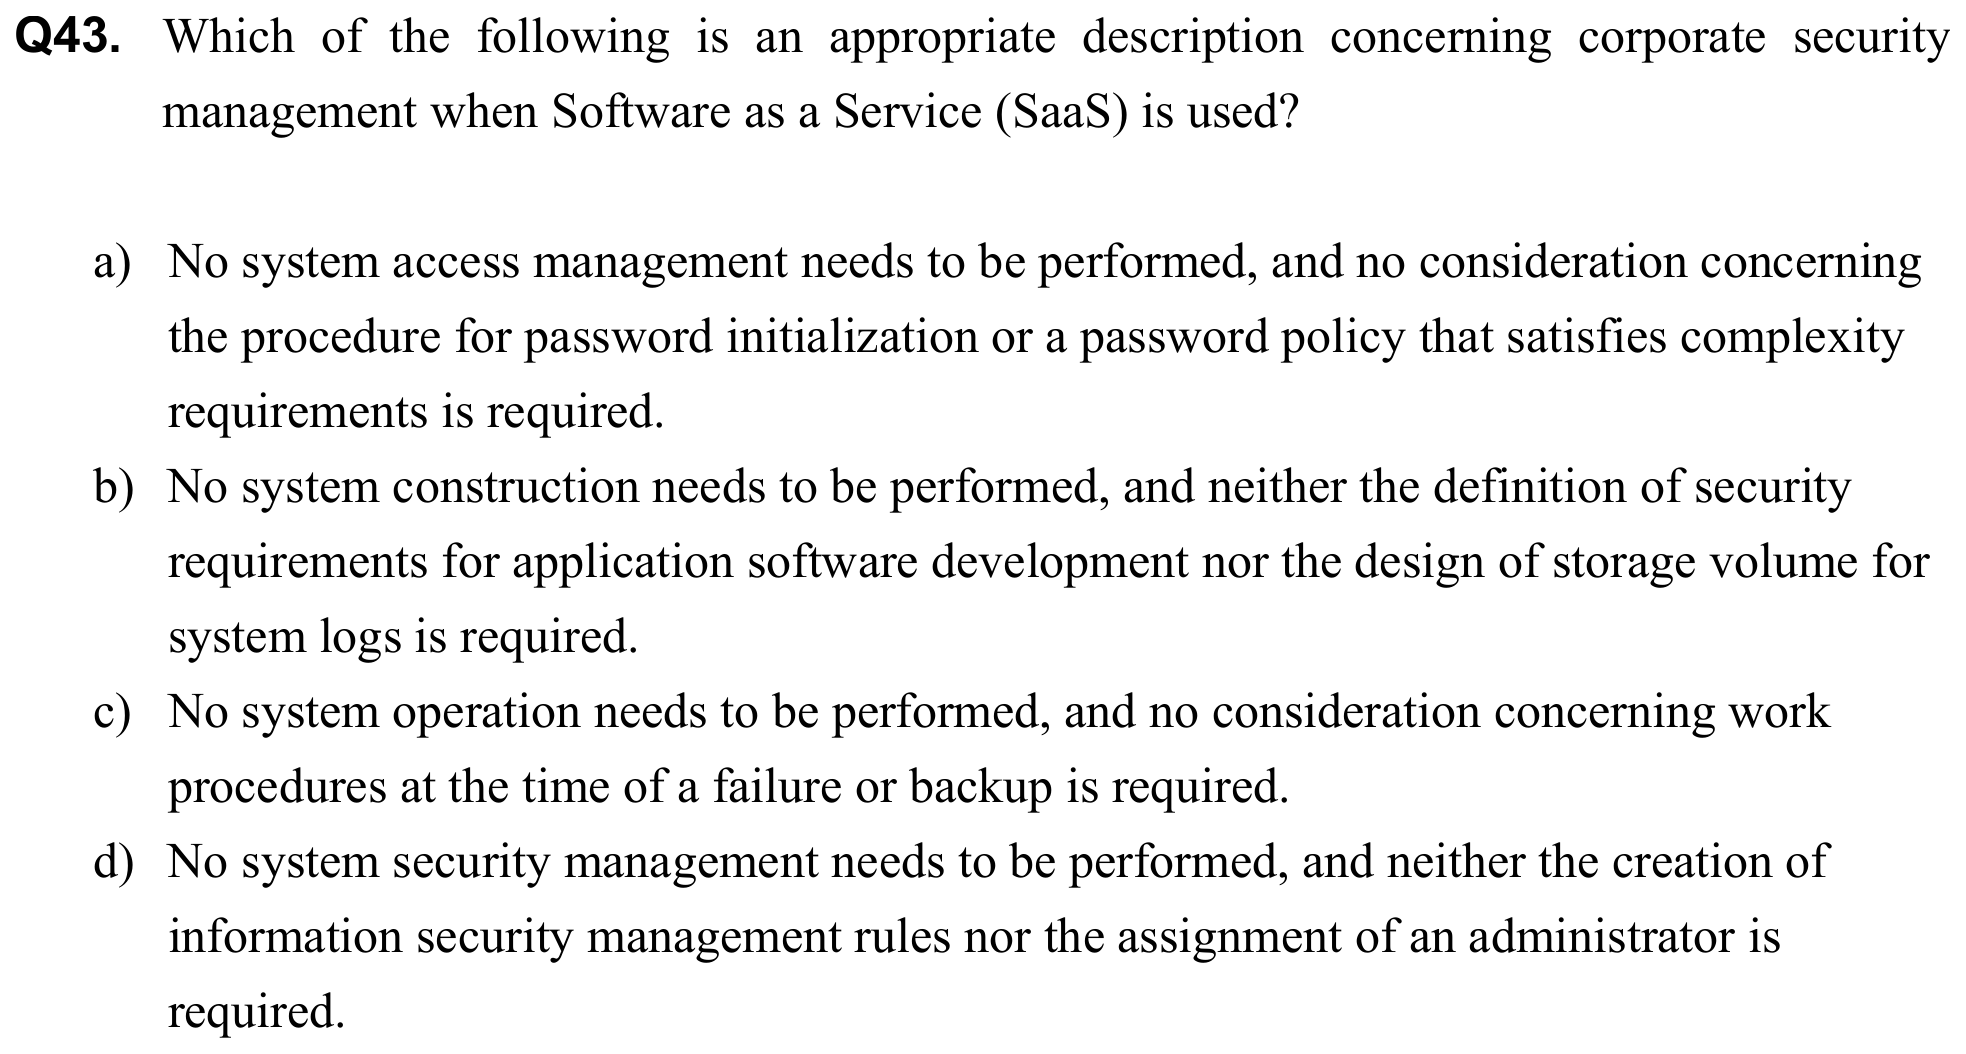 Q43. Which of the following is an appropriate description concerning corporate security
management when Software as a Service (SaaS) is used?
a) No system access management needs to be performed, and no consideration concerning
the procedure for password initialization or a password policy that satisfies complexity
requirements is required.
b) No system construction needs to be performed, and neither the definition of security
requirements for application software development nor the design of storage volume for
system logs is required.
c) No system operation needs to be performed, and no consideration concerning work
procedures at the time of a failure or backup is required.
d) No system security management needs to be performed, and neither the creation of
information security management rules nor the assignment of an administrator is
required.